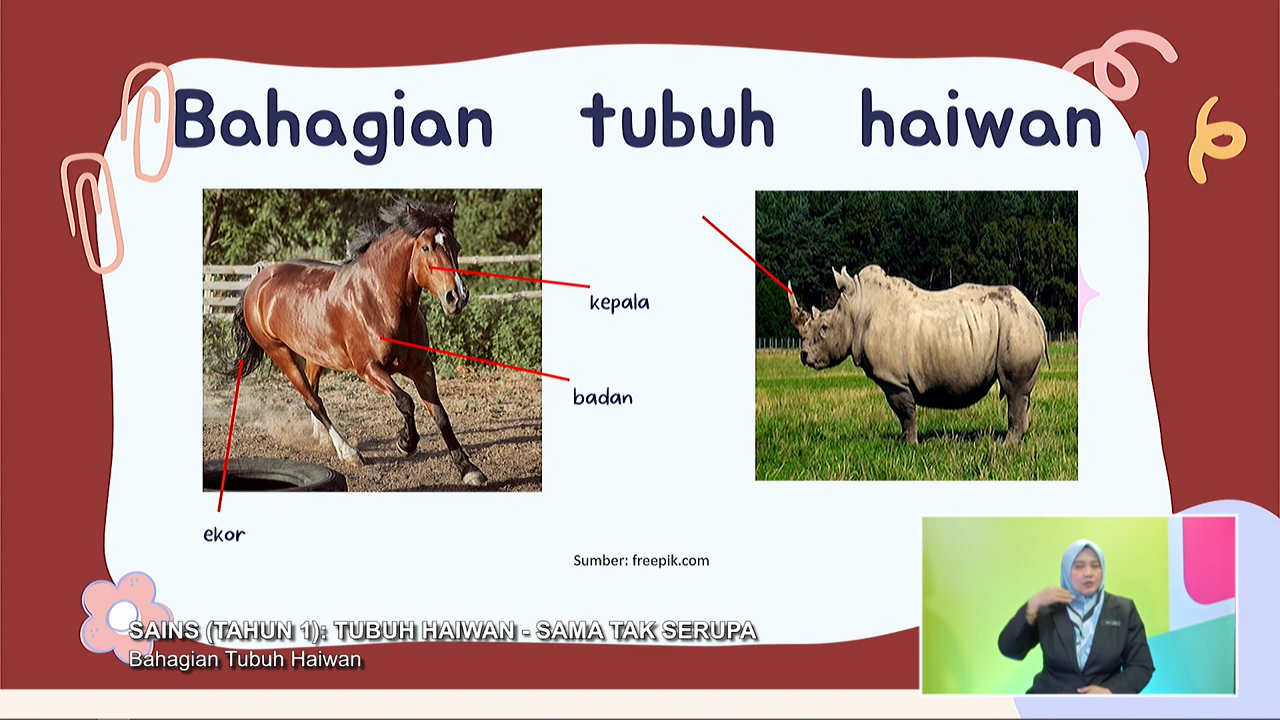 Bahagian tubuh haiwan
kepala
badan
ekor
Sumber: freepik.com
SAINS (TAHUN 1): TUBUH HAIWAN - SAMA TAK SERUPA
Bahagian Tubuh Haiwan